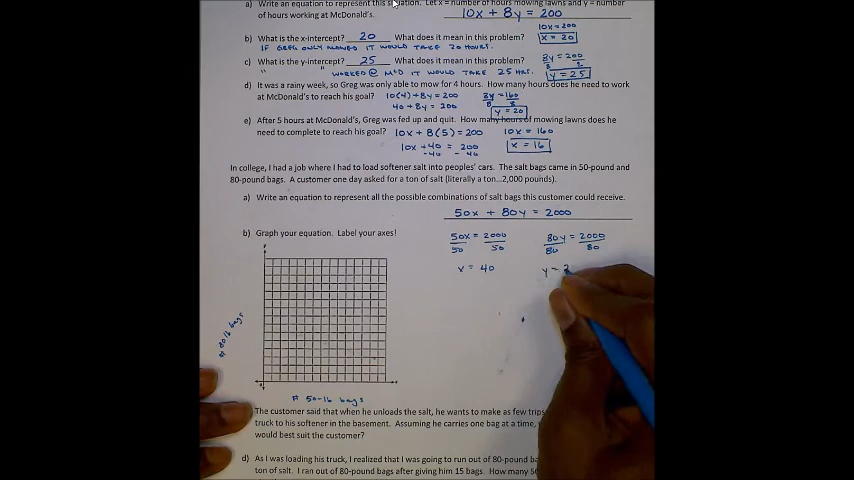 a) Write an equation to represent this situation. Let x = number of hours mowing lawns and y = number
of hours working at McDonald's. 10x + 8y = 200
10x = 200
b) What is the x-intercept? 20 What does it mean in this problem? x = 20
IF GREG ONLY MOWED IT WOULD TAKE 20 HOURS.
c) What is the y-intercept? 25 What does it mean in this problem? 8y = 200
8 8
" " WORKED @ McD IT WOULD TAKE 25 HRS. y = 25
d) It was a rainy week, so Greg was only able to mow for 4 hours. How many hours does he need to work
at McDonald's to reach his goal? 10(4) + 8y = 200 8y = 160
8 8
40 + 8y = 200 y = 20
e) After 5 hours at McDonald's, Greg was fed up and quit. How many hours of mowing lawns does he
need to complete to reach his goal? 10x + 8(5) = 200 10x = 160
10x + 40 = 200 x = 16
-40 -40
In college, I had a job where I had to load softener salt into peoples' cars. The salt bags came in 50-pound and
80-pound bags. A customer one day asked for a ton of salt (literally a ton...2,000 pounds).
a) Write an equation to represent all the possible combinations of salt bags this customer could receive.
50x + 80y = 2000
b) Graph your equation. Label your axes!
50x = 2000 80y = 2000
50 50 80 80
x = 40 y = 2
# 80 lb bags
# 50-lb bags
The customer said that when he unloads the salt, he wants to make as few trips
truck to his softener in the basement. Assuming he carries one bag at a time,
would best suit the customer?
d) As I was loading his truck, I realized that I was going to run out of 80-pound
ton of salt. I ran out of 80-pound bags after giving him 15 bags. How many